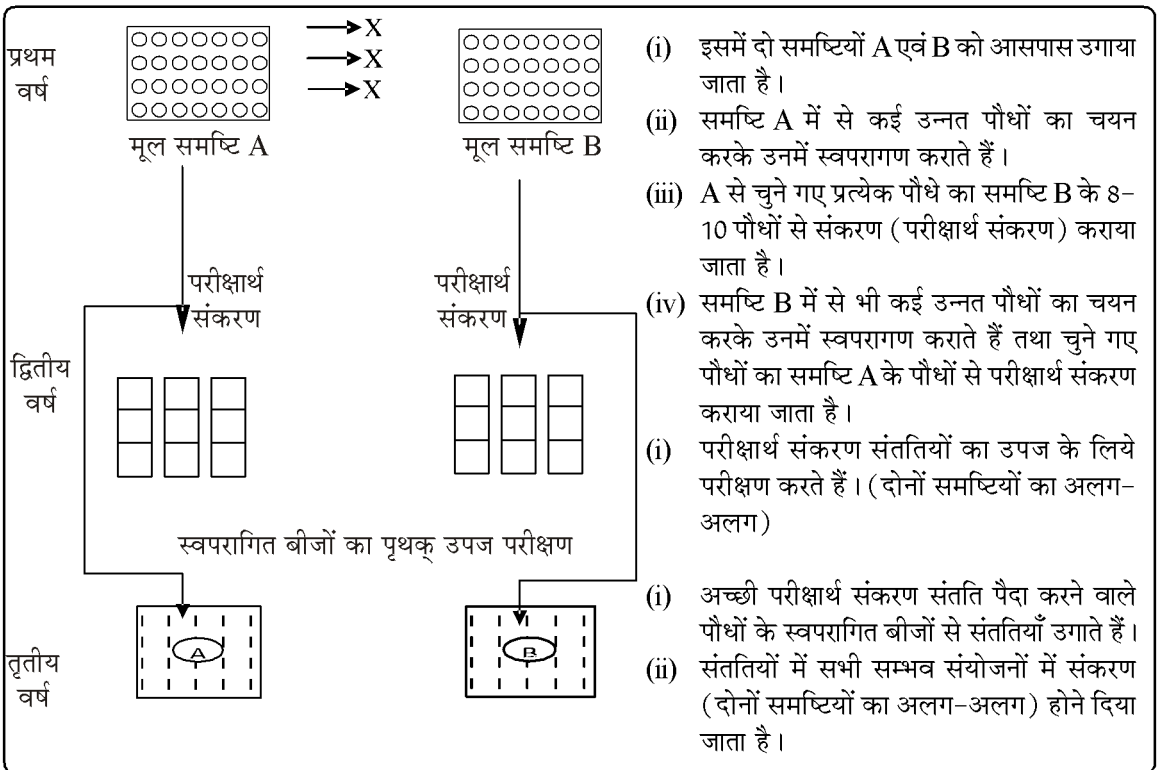 प्रथम
वर्ष
X
X
X
मूल समष्टि A
मूल समष्टि B
परीक्षार्थ
संकरण
परीक्षार्थ
संकरण
द्वितीय
वर्ष
स्वपरागित बीजों का पृथक् उपज परीक्षण
तृतीय
वर्ष
A
B
(i) इसमें दो समष्टियों A एवं B को आसपास उगाया
जाता है।
(ii) समष्टि A में से कई उन्नत पौधों का चयन
करके उनमें स्वपरागण कराते हैं।
(iii) A से चुने गए प्रत्येक पौधे का समष्टि B के 8-
10 पौधों से संकरण (परीक्षार्थ संकरण) कराया
जाता है।
(iv) समष्टि B में से भी कई उन्नत पौधों का चयन
करके उनमें स्वपरागण कराते हैं तथा चुने गए
पौधों का समष्टि A के पौधों से परीक्षार्थ संकरण
कराया जाता है।
(i) परीक्षार्थ संकरण संततियों का उपज के लिये
परीक्षण करते हैं। (दोनों समष्टियों का अलग-
अलग)
(i) अच्छी परीक्षार्थ संकरण संतति पैदा करने वाले
पौधों के स्वपरागित बीजों से संततियाँ उगाते हैं।
(ii) संततियों में सभी सम्भव संयोजनों में संकरण
(दोनों समष्टियों का अलग-अलग) होने दिया
जाता है।